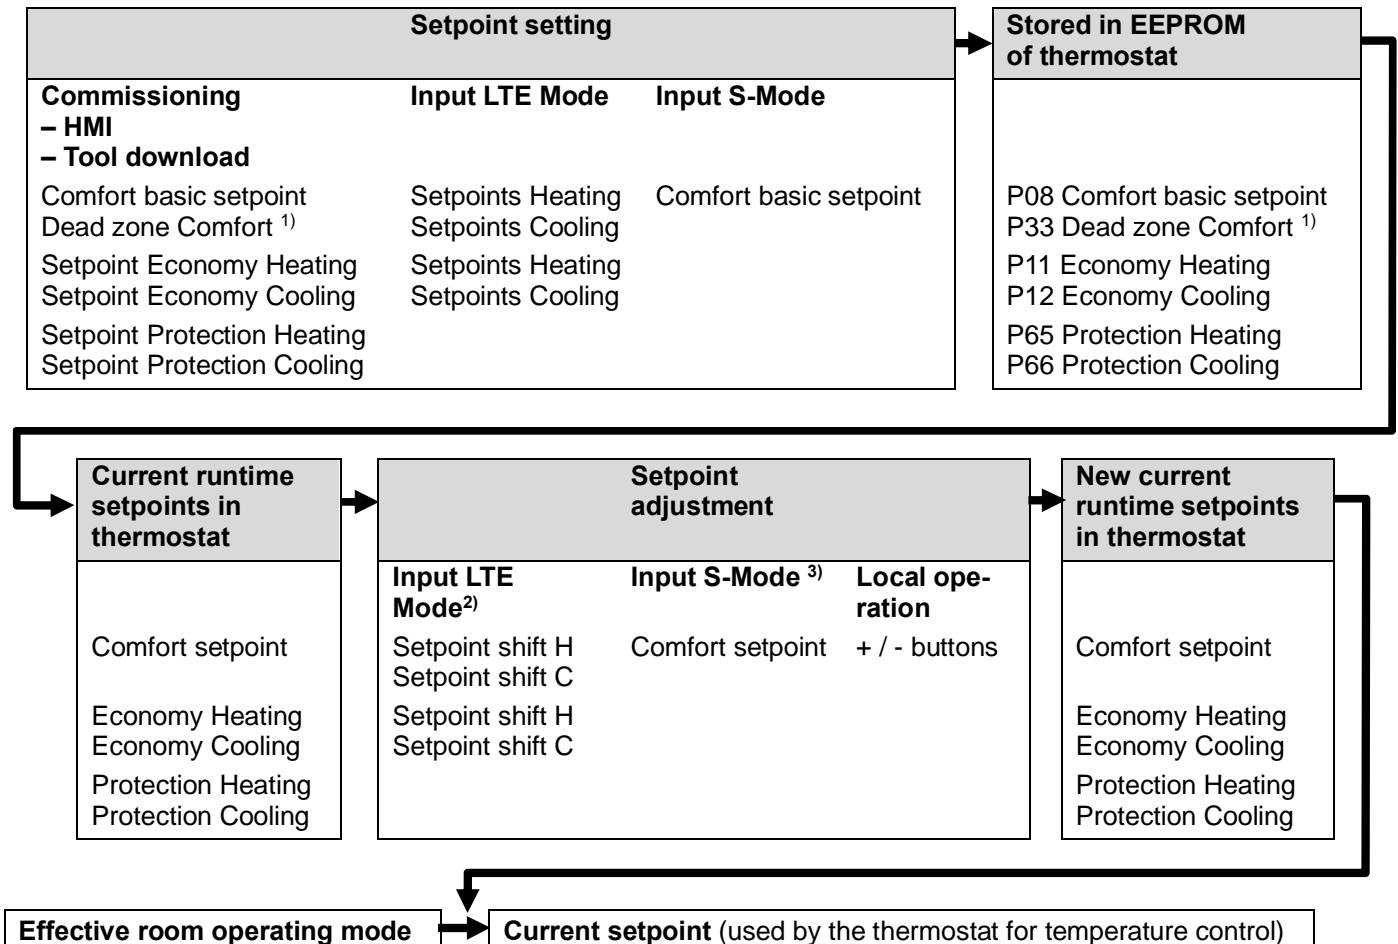 Setpoint setting
Stored in EEPROM
of thermostat
Commissioning
– HMI
– Tool download
Input LTE Mode
Input S-Mode
Comfort basic setpoint
Dead zone Comfort 1)
Setpoints Heating
Setpoints Cooling
Comfort basic setpoint
P08 Comfort basic setpoint
P33 Dead zone Comfort 1)
Setpoint Economy Heating
Setpoint Economy Cooling
Setpoints Heating
Setpoints Cooling
P11 Economy Heating
P12 Economy Cooling
Setpoint Protection Heating
Setpoint Protection Cooling
P65 Protection Heating
P66 Protection Cooling
Current runtime
setpoints in
thermostat
Setpoint
adjustment
New current
runtime setpoints
in thermostat
Input LTE
Mode2)
Input S-Mode 3)
Local ope-
ration
Comfort setpoint
Setpoint shift H
Setpoint shift C
Comfort setpoint
+ / - buttons
Comfort setpoint
Economy Heating
Economy Cooling
Setpoint shift H
Setpoint shift C
Economy Heating
Economy Cooling
Protection Heating
Protection Cooling
Protection Heating
Protection Cooling
Effective room operating mode
Current setpoint (used by the thermostat for temperature control)